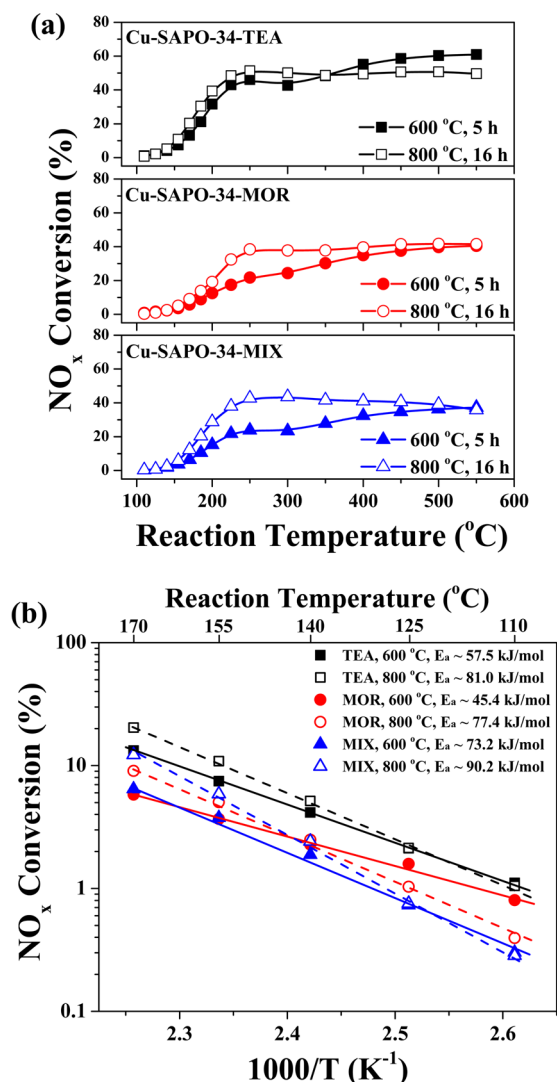 (a)
Cu-SAPO-34-TEA
600 °C, 5 h
800 °C, 16 h
60
40
20
0
Cu-SAPO-34-MOR
600 °C, 5 h
800 °C, 16 h
80
60
40
20
0
Cu-SAPO-34-MIX
600 °C, 5 h
800 °C, 16 h
80
60
40
20
0
NOx Conversion (%)
100 200 300 400 500 600
Reaction Temperature (°C)
(b)
Reaction Temperature (°C)
170 155 140 125 110
TEA, 600 °C, Ea ~ 57.5 kJ/mol
TEA, 800 °C, Ea ~ 81.0 kJ/mol
MOR, 600 °C, Ea ~ 45.4 kJ/mol
MOR, 800 °C, Ea ~ 77.4 kJ/mol
MIX, 600 °C, Ea ~ 73.2 kJ/mol
MIX, 800 °C, Ea ~ 90.2 kJ/mol
100
10
1
0.1
NOx Conversion (%)
2.3 2.4 2.5 2.6
1000/T (K-1)